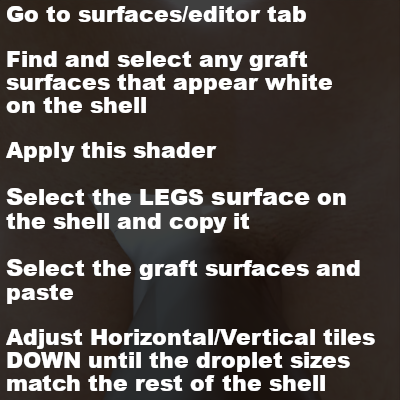 Go to surfaces/editor tab
Find and select any graft
surfaces that appear white
on the shell
Apply this shader
Select the LEGS surface on
the shell and copy it
Select the graft surfaces and
paste
Adjust Horizontal/Vertical tiles
DOWN until the droplet sizes
match the rest of the shell